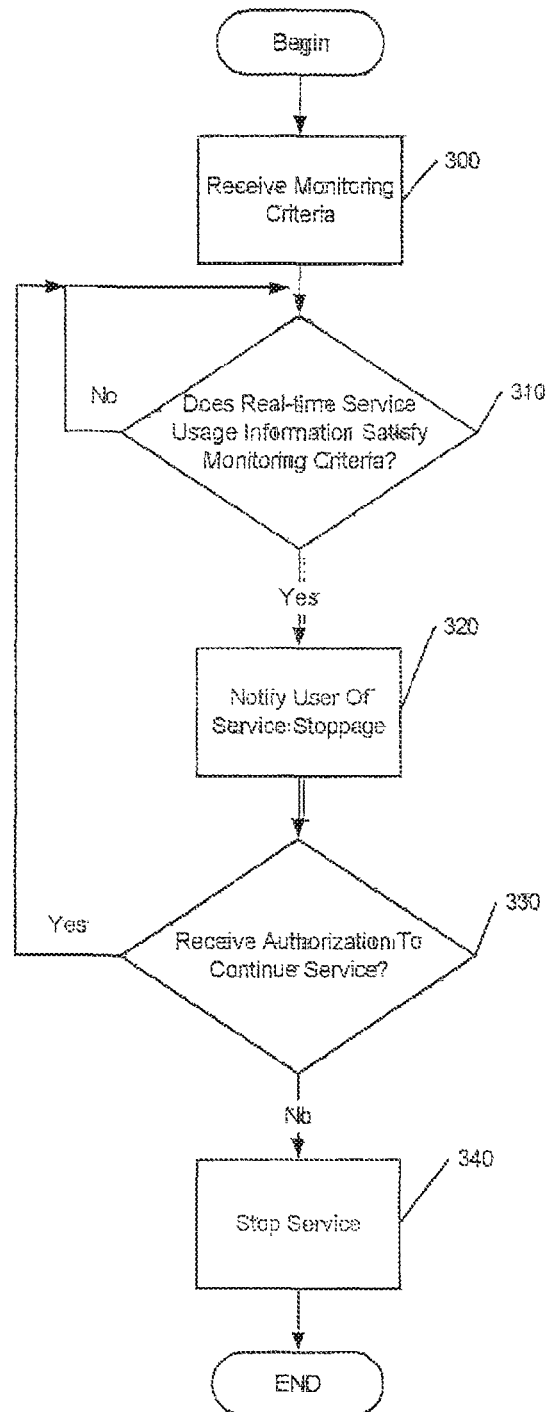 Begin
Receive Monitoring
Criteria
300
No
Does Real-time Service
Usage Information Satisfy
Monitoring Criteria?
310
Yes
Notify User Of
Service Stoppage
320
Yes
Receive Authorization To
Continue Service?
330
No
Stop Service
340
END